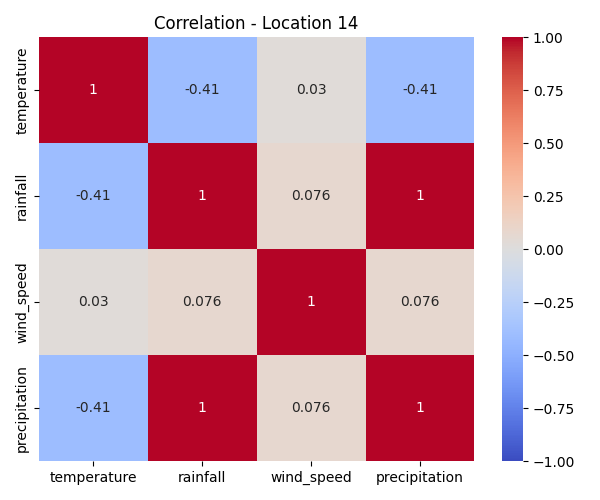 Correlation - Location 14
temperature
1
-0.41
0.03
-0.41
rainfall
-0.41
1
0.076
1
wind_speed
0.03
0.076
1
0.076
precipitation
-0.41
1
0.076
1
temperature
rainfall
wind_speed
precipitation
1.00
0.75
0.50
0.25
0.00
−0.25
−0.50
−0.75
−1.00